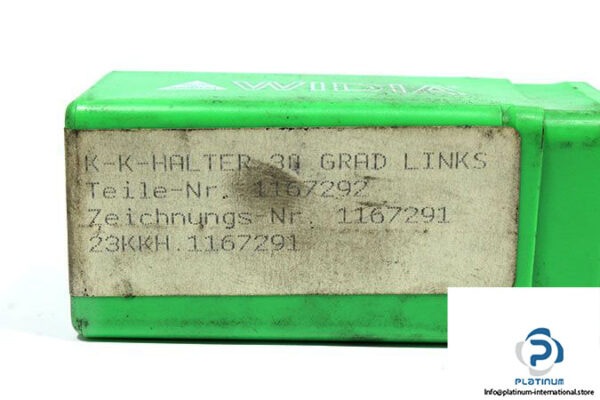 WIDIA
K-K-HALTER 30 GRAD LINKS
Teile-Nr. 1167292
Zeichnungs-Nr. 1167291
23KKH.1167291
PLATINUM
Info@platinum-international.store